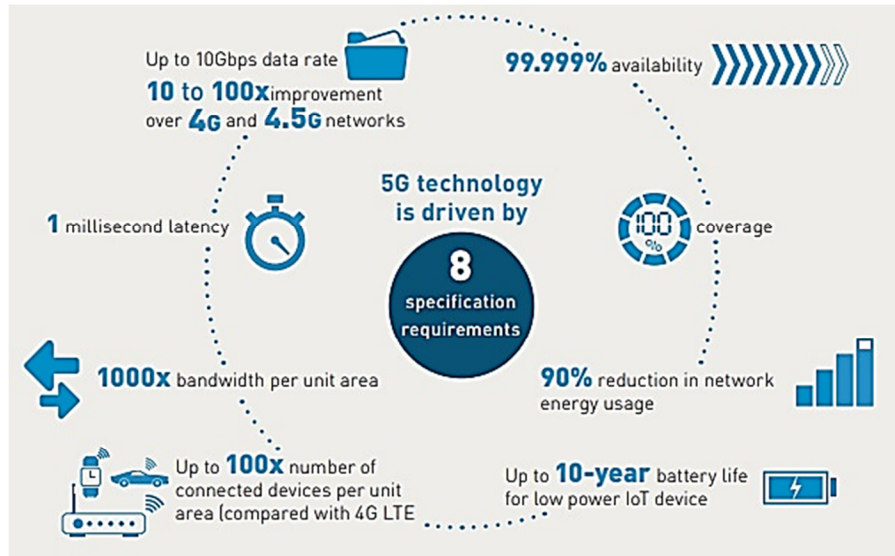 Up to 10Gbps data rate
10 to 100x improvement
over 4G and 4.5G networks
99.999% availability
5G technology
is driven by
8
specification
requirements
1 millisecond latency
100
%
coverage
1000x bandwidth per unit area
90% reduction in network
energy usage
Up to 100x number of
connected devices per unit
area (compared with 4G LTE
Up to 10-year battery life
for low power IoT device